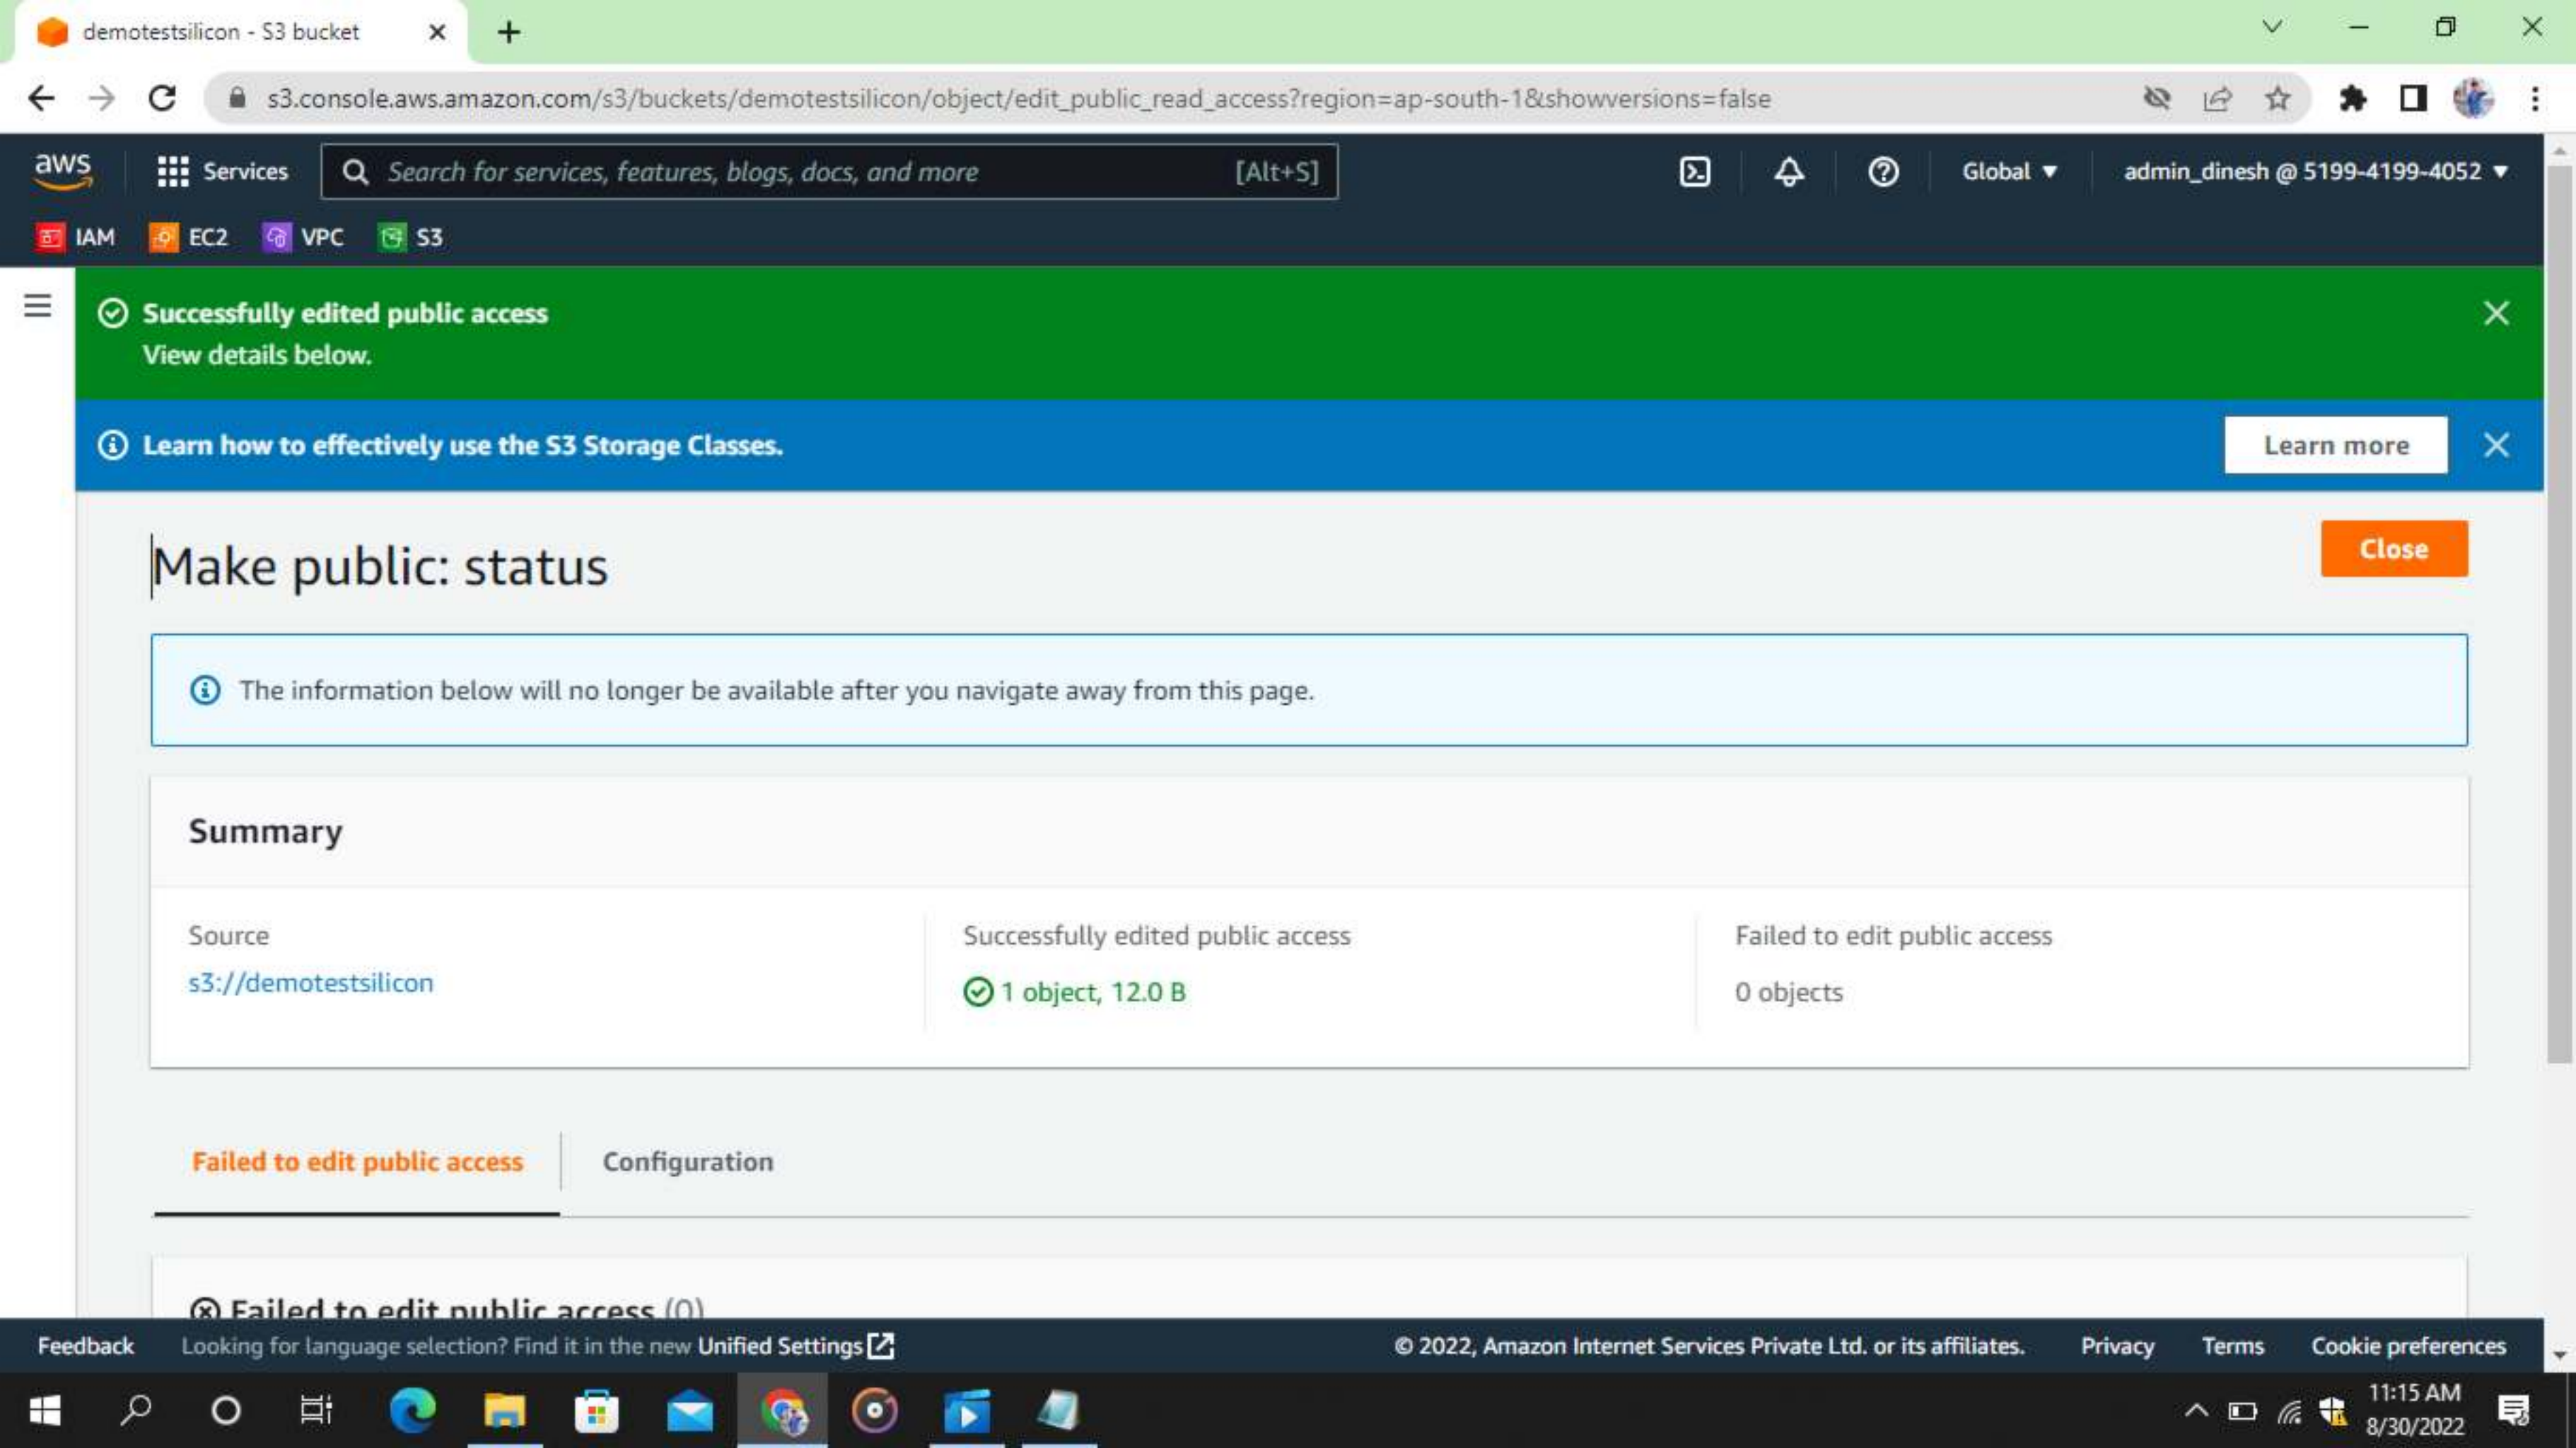 demotestsilicon - S3 bucket
s3.console.aws.amazon.com/s3/buckets/demotestsilicon/object/edit_public_read_access?region=ap-south-1&showversions=false
aws Services Search for services, features, blogs, docs, and more [Alt+S] Global admin_dinesh @ 5199-4199-4052
IAM EC2 VPC S3
Successfully edited public access
View details below.
Learn how to effectively use the S3 Storage Classes. Learn more
Make public: status Close
The information below will no longer be available after you navigate away from this page.
Summary
Source Successfully edited public access Failed to edit public access
s3://demotestsilicon 1 object, 12.0 B 0 objects
Failed to edit public access Configuration
Failed to edit public access (0)
Feedback Looking for language selection? Find it in the new Unified Settings © 2022, Amazon Internet Services Private Ltd. or its affiliates. Privacy Terms Cookie preferences
11:15 AM
8/30/2022